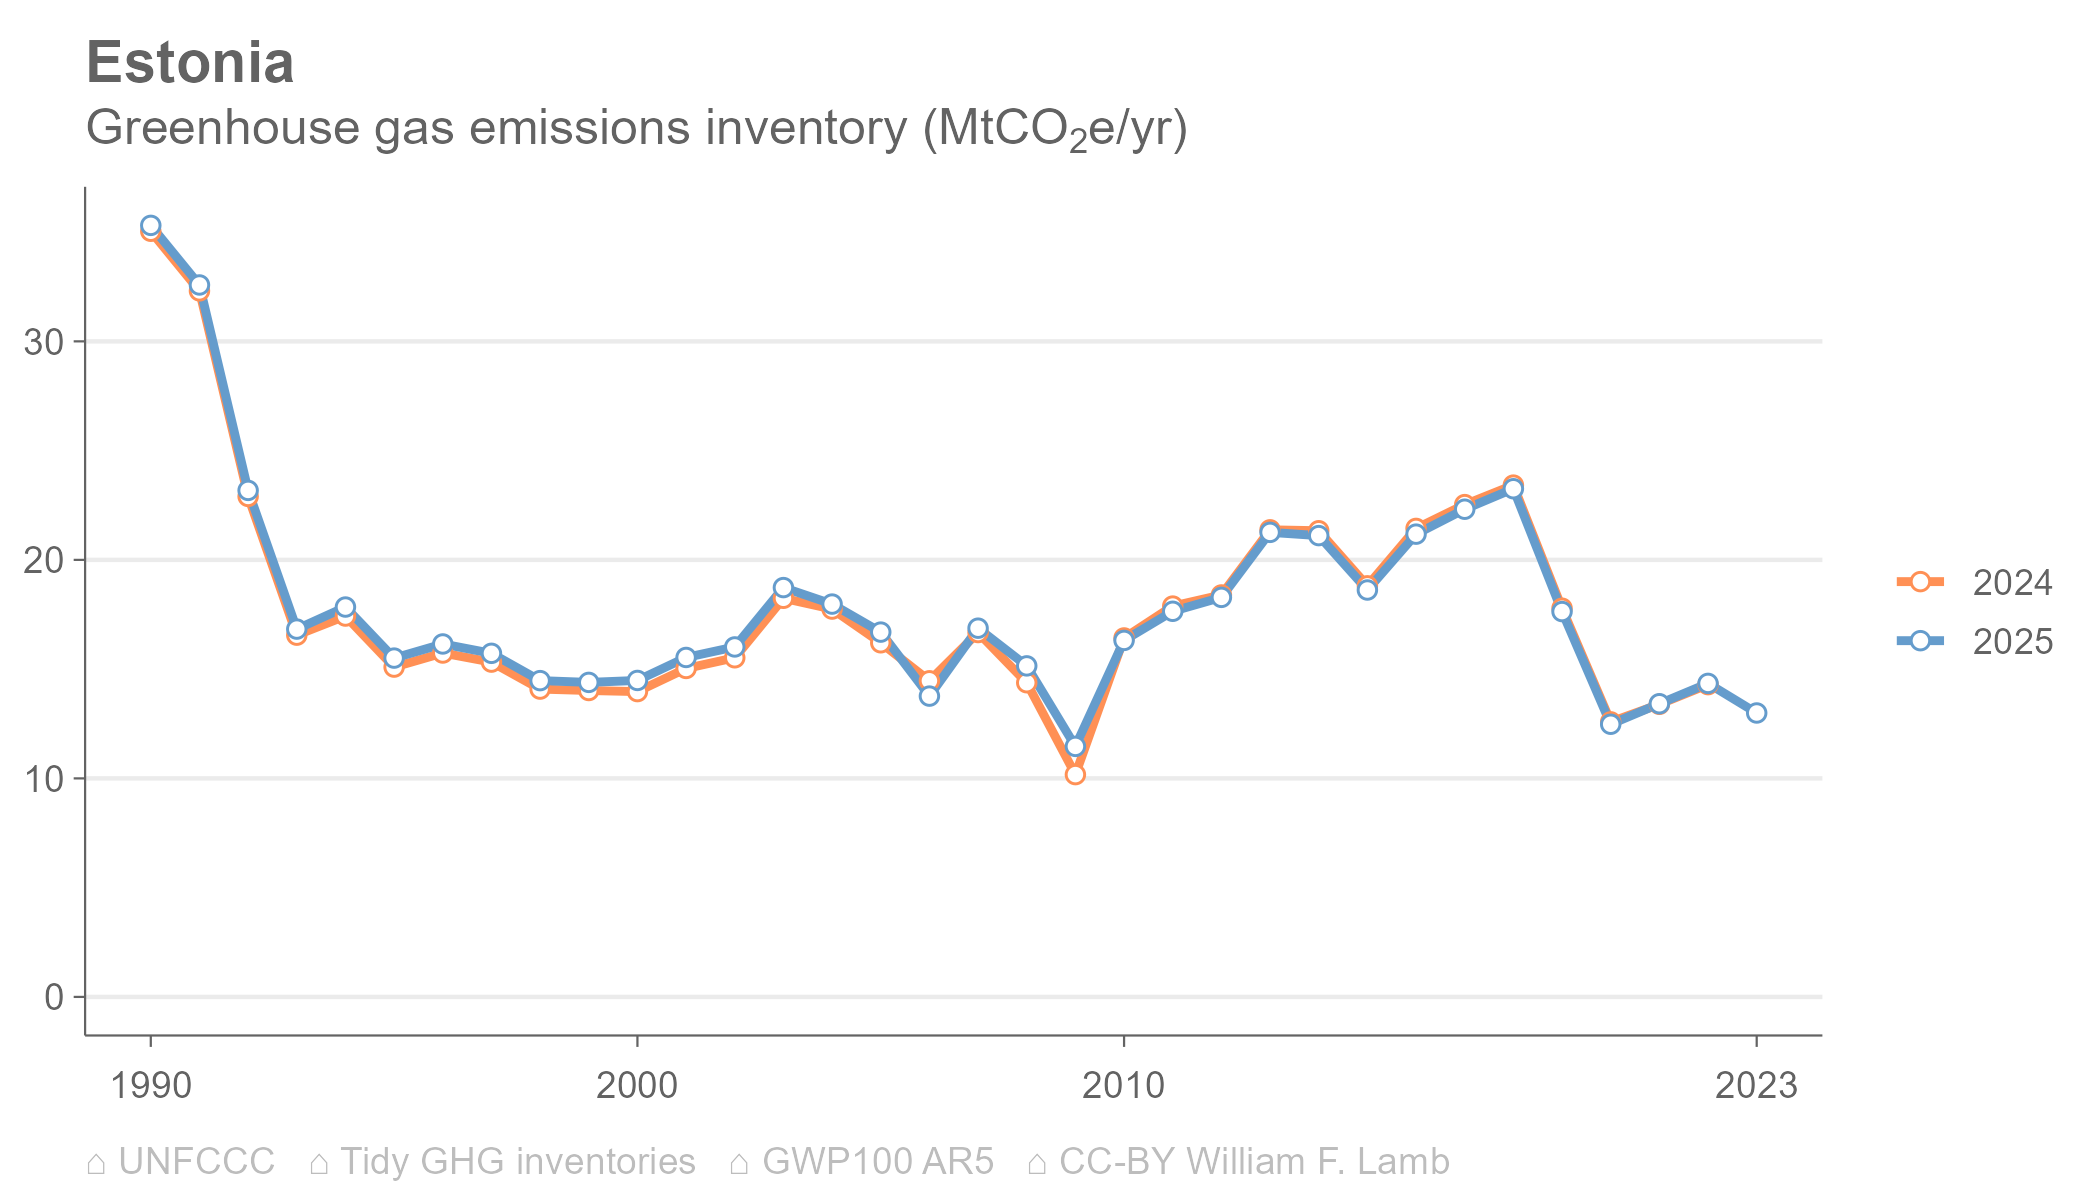 Estonia
Greenhouse gas emissions inventory (MtCO₂e/yr)
30
20
10
0
1990 2000 2010 2023
2024
2025
⌂ UNFCCC ⌂ Tidy GHG inventories ⌂ GWP100 AR5 ⌂ CC-BY William F. Lamb